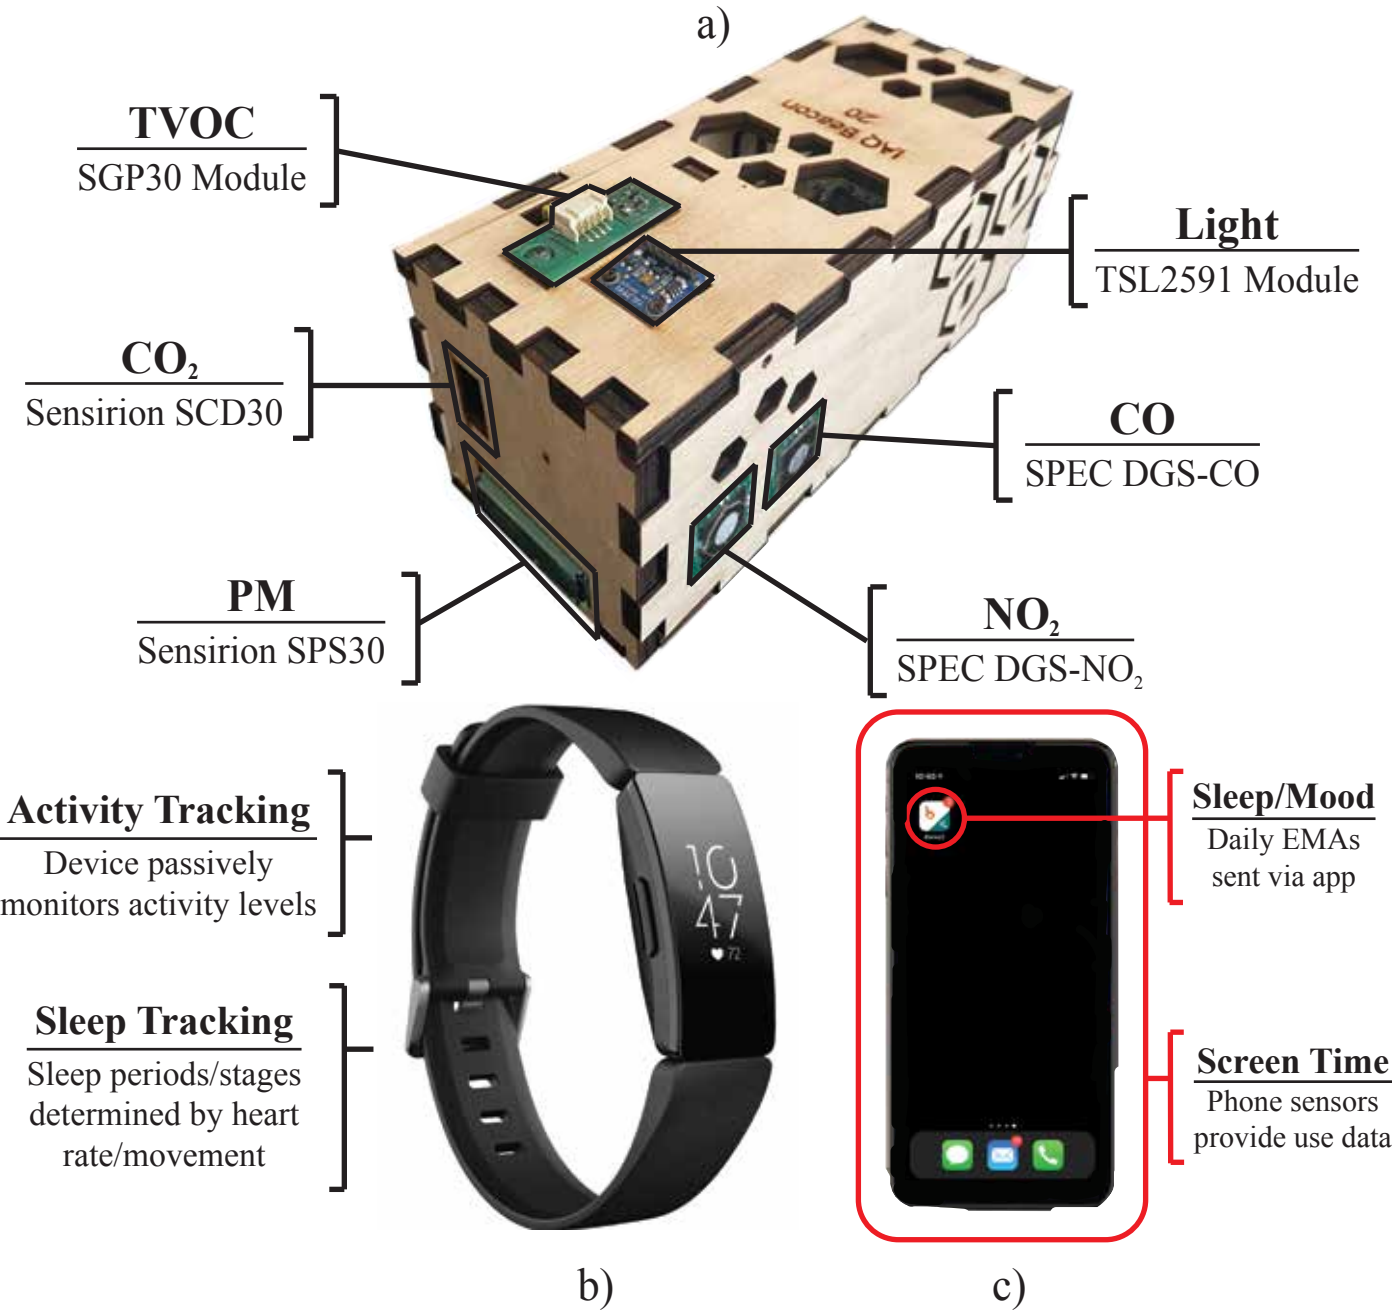 a)
TVOC
SGP30 Module
IAQ Beacon
20
Light
TSL2591 Module
CO₂
Sensirion SCD30
CO
SPEC DGS-CO
PM
Sensirion SPS30
NO₂
SPEC DGS-NO₂
Activity Tracking
Device passively
monitors activity levels
Sleep Tracking
Sleep periods/stages
determined by heart
rate/movement
10
47
72
Sleep/Mood
Daily EMAs
sent via app
Screen Time
Phone sensors
provide use data
b)
c)